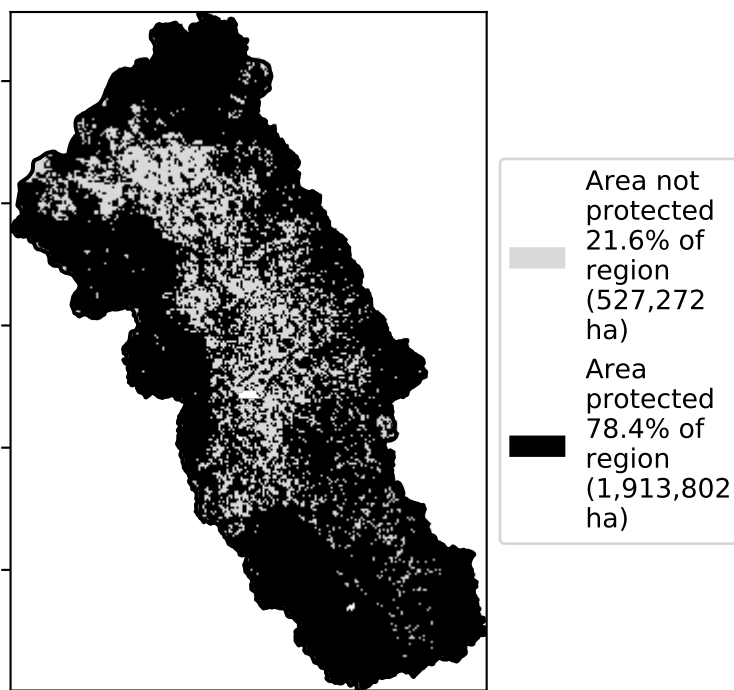 Area not
protected
21.6% of
region
(527,272
ha)
Area
protected
78.4% of
region
(1,913,802
ha)